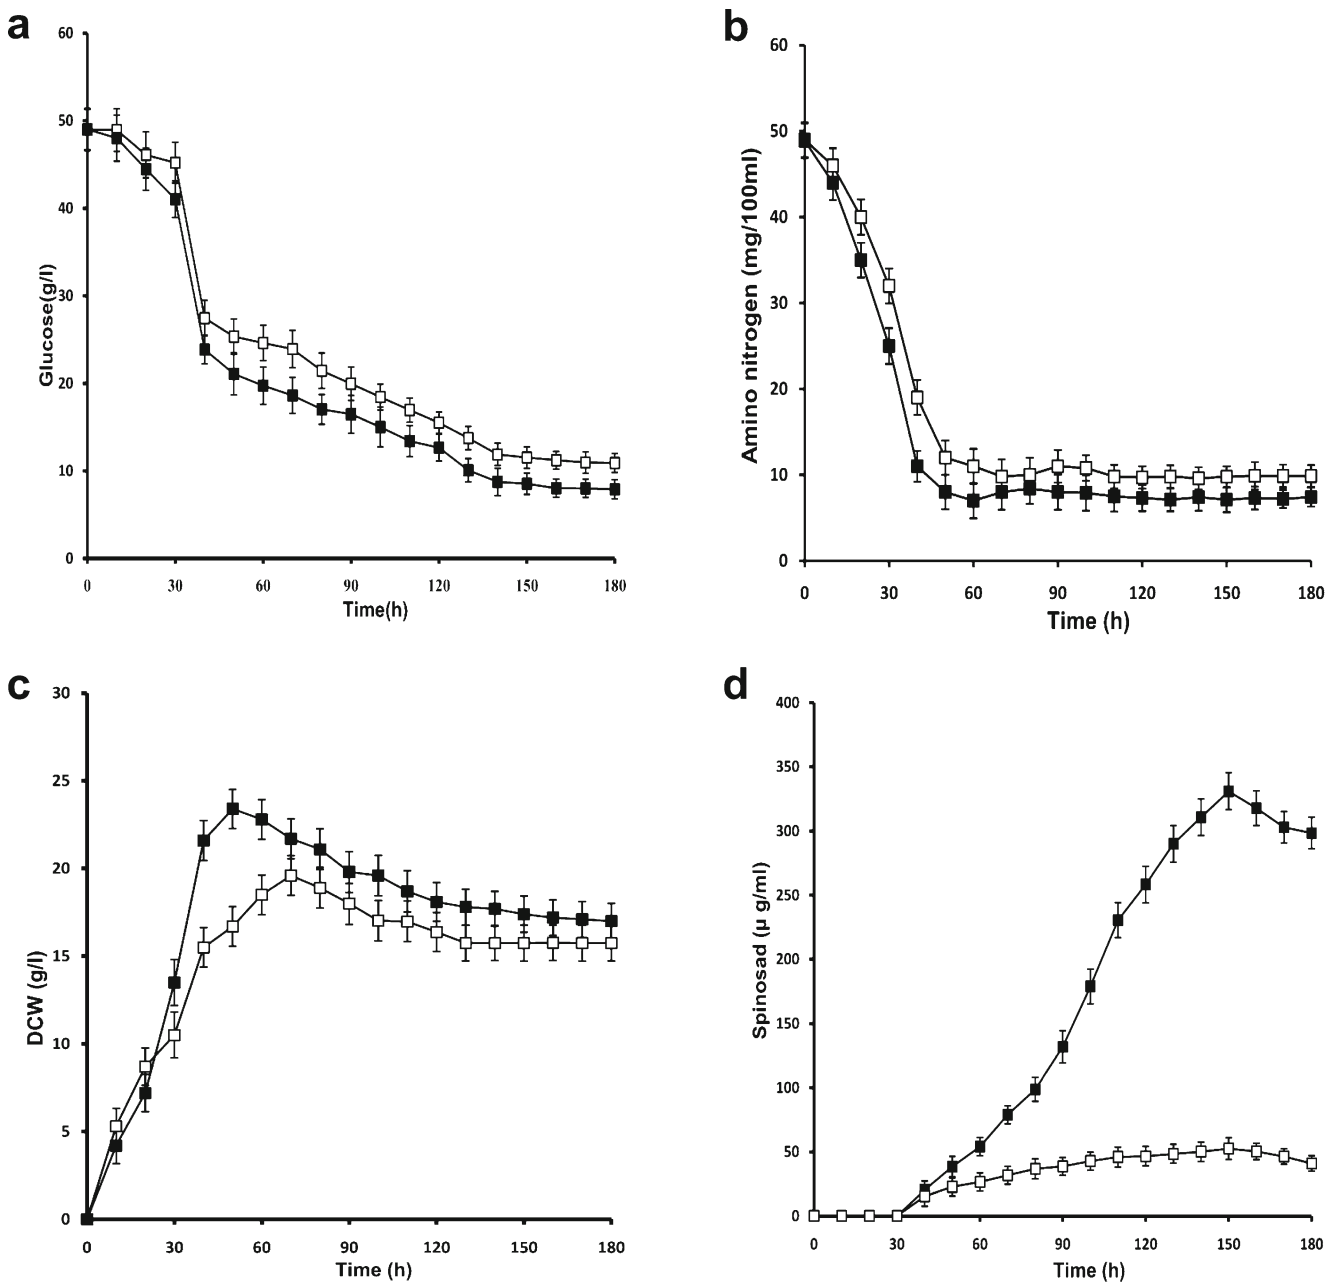 a
60
50
40
30
20
10
0
Glucose(g/l)
0 30 60 90 120 150 180
Time(h)
b
60
50
40
30
20
10
0
Amino nitrogen (mg/100ml)
0 30 60 90 120 150 180
Time (h)
c
30
25
20
15
10
5
0
DCW (g/l)
0 30 60 90 120 150 180
Time (h)
d
400
350
300
250
200
150
100
50
0
Spinosad (μ g/ml)
0 30 60 90 120 150 180
Time (h)